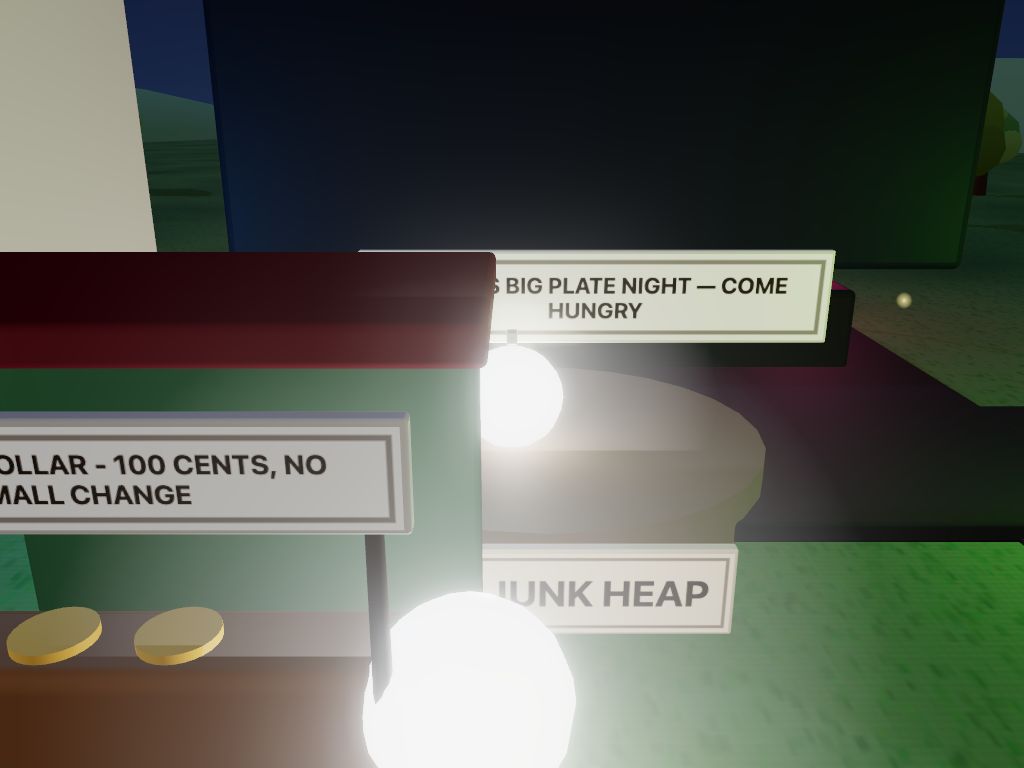 BIG PLATE NIGHT — COME
HUNGRY
- 100 CENTS, NO
CHANGE
JUNK HEAP